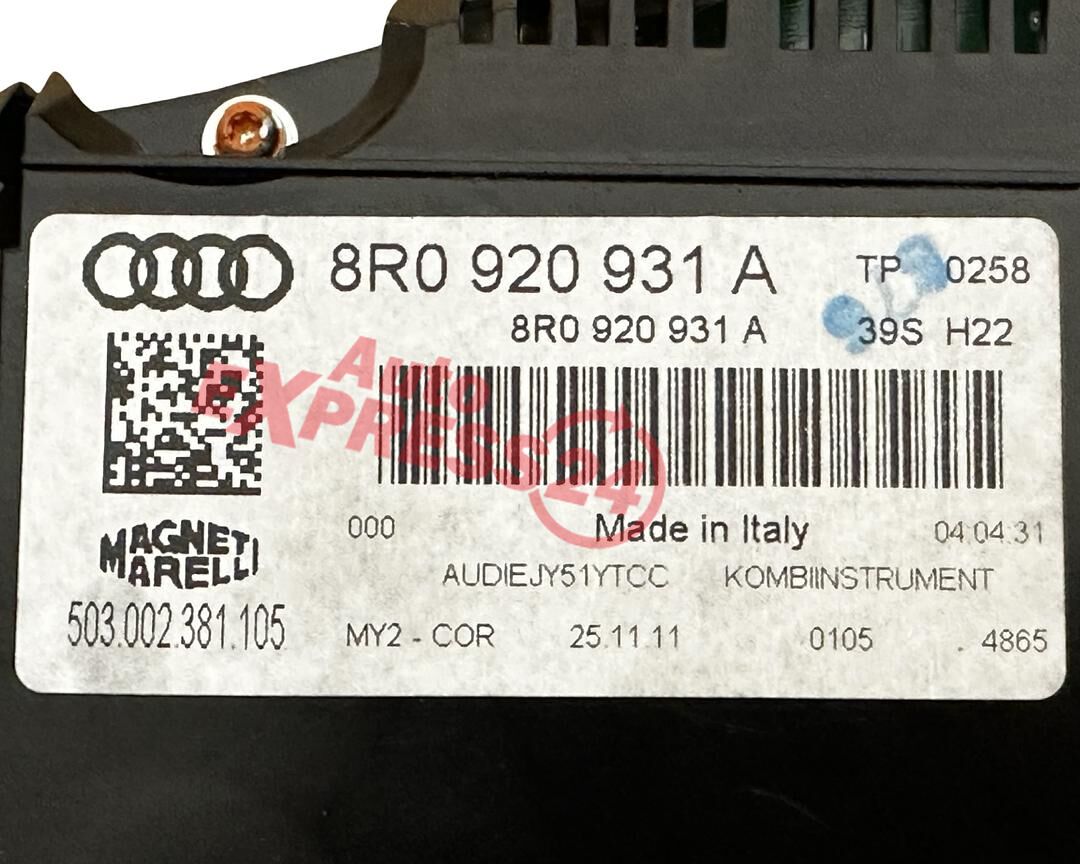 8R0 920 931 A TP 0258
8R0 920 931 A 39S H22
Auto
EXPRESS24
000 Made in Italy 04.04.31
MAGNETI
MARELLI
AUDIEJY51YTCC KOMBIINSTRUMENT
503.002.381.105 MY2 - COR 25.11.11 0105 . 4865